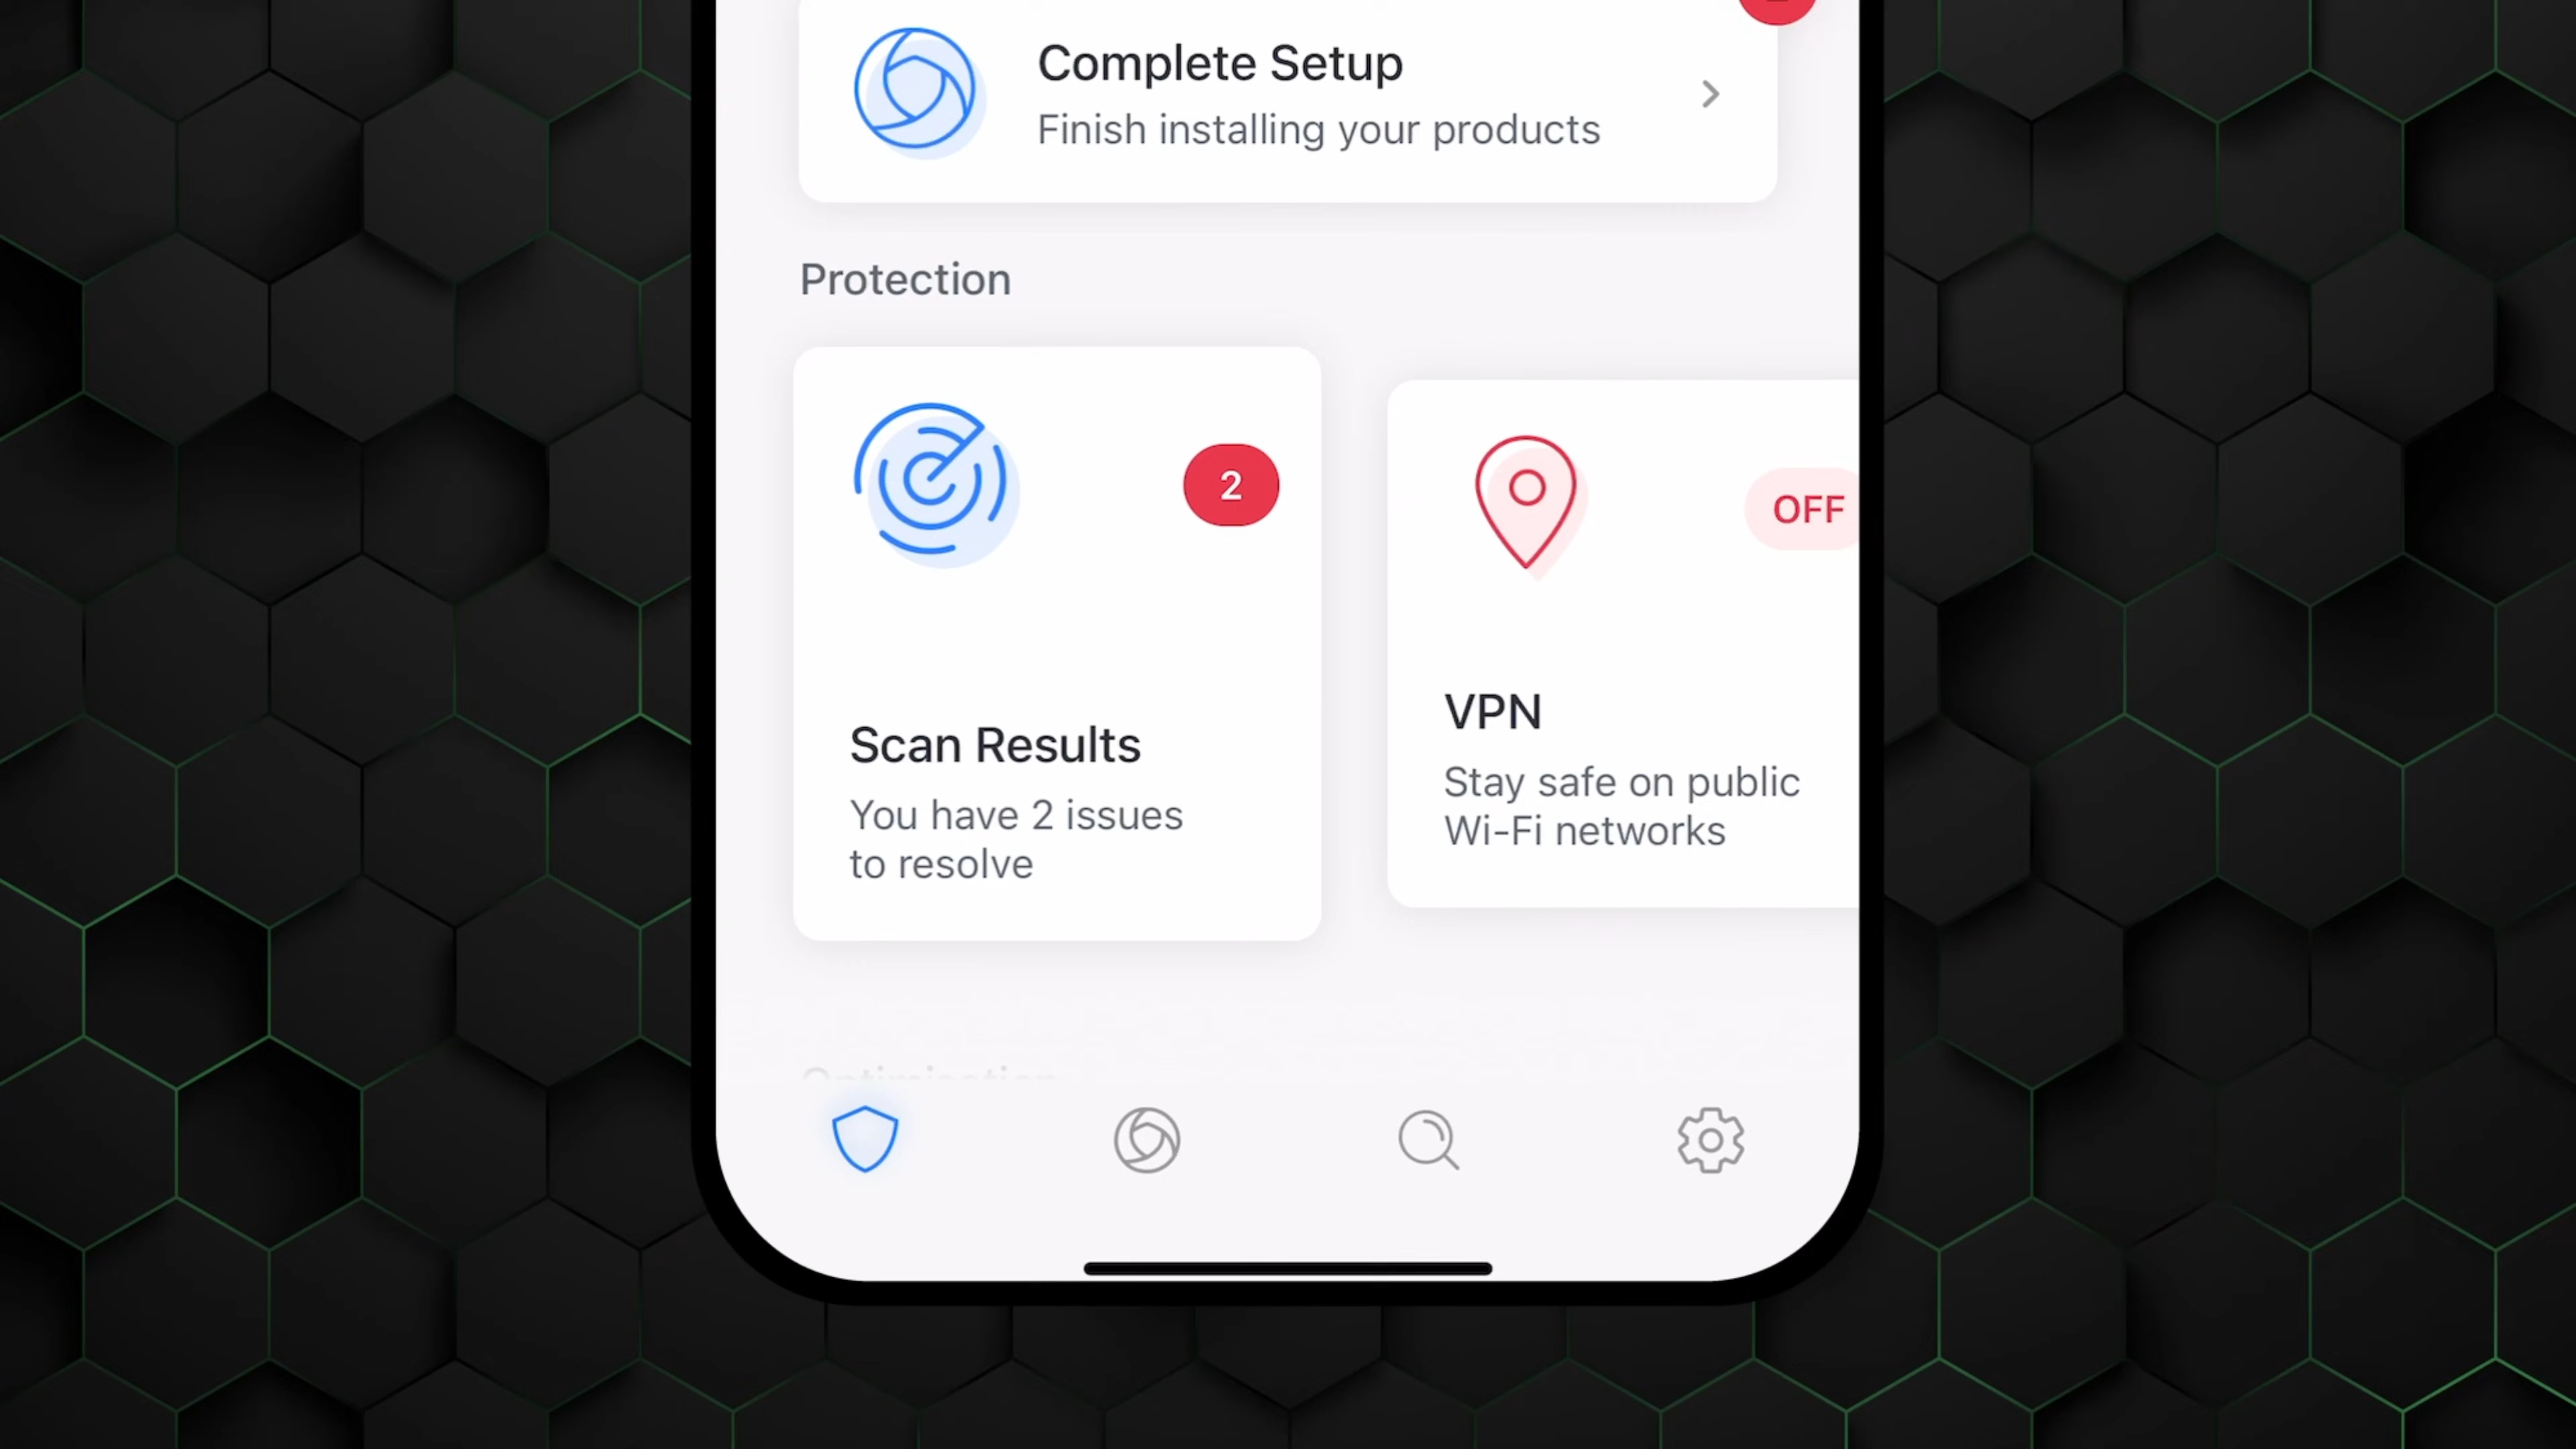 Complete Setup
Finish installing your products
Protection
2
OFF
Scan Results
You have 2 issues
to resolve
VPN
Stay safe on public
Wi-Fi networks